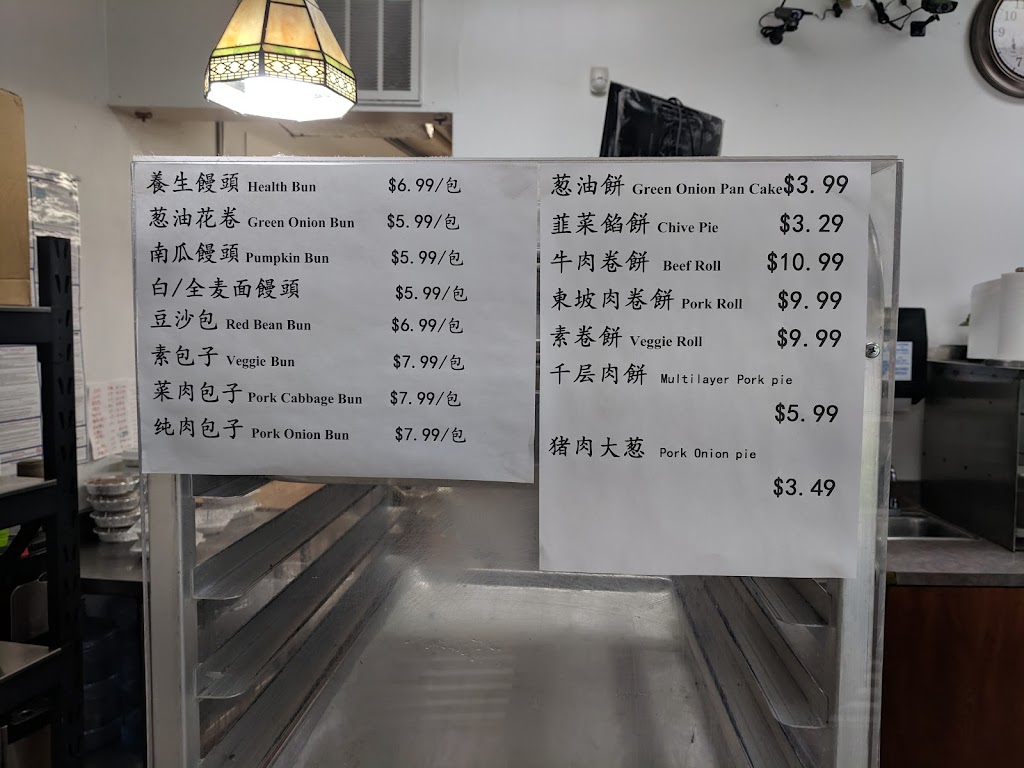 養生饅頭 Health Bun $6.99/包
葱油花卷 Green Onion Bun $5.99/包
南瓜饅頭 Pumpkin Bun $5.99/包
白/全麦面饅頭 $5.99/包
豆沙包 Red Bean Bun $6.99/包
素包子 Veggie Bun $7.99/包
菜肉包子 Pork Cabbage Bun $7.99/包
纯肉包子 Pork Onion Bun $7.99/包
葱油餅 Green Onion Pan Cake $3.99
韮菜餡餅 Chive Pie $3.29
牛肉卷餅 Beef Roll $10.99
東坡肉卷餅 Pork Roll $9.99
素卷餅 Veggie Roll $9.99
千层肉餅 Multilayer Pork pie
$5.99
猪肉大葱 Pork Onion pie
$3.49